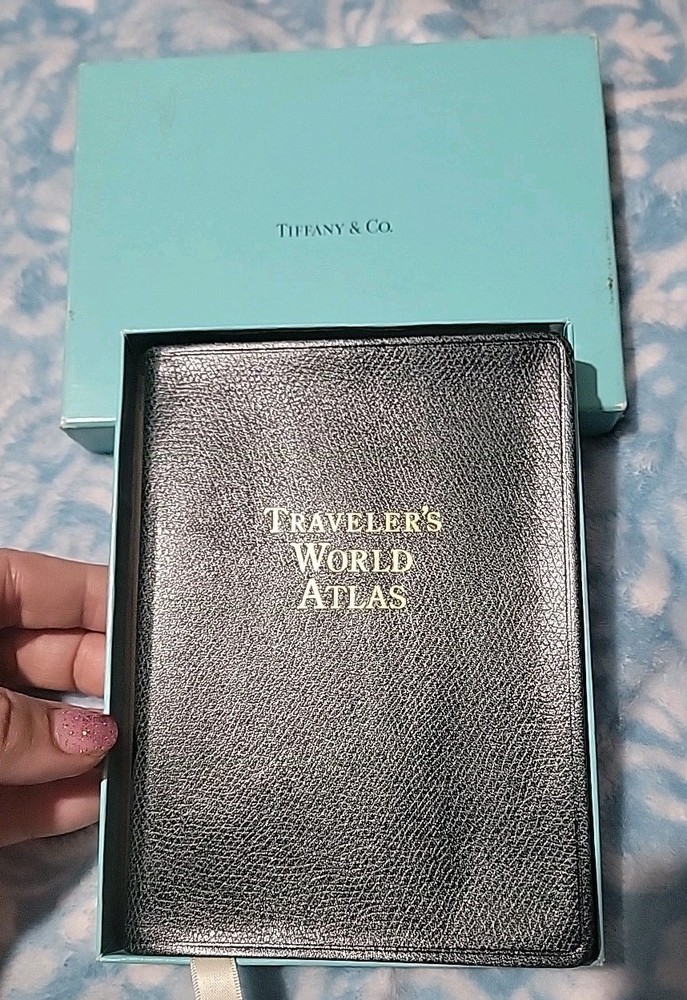 TIFFANY & CO.
TRAVELER'S
WORLD
ATLAS